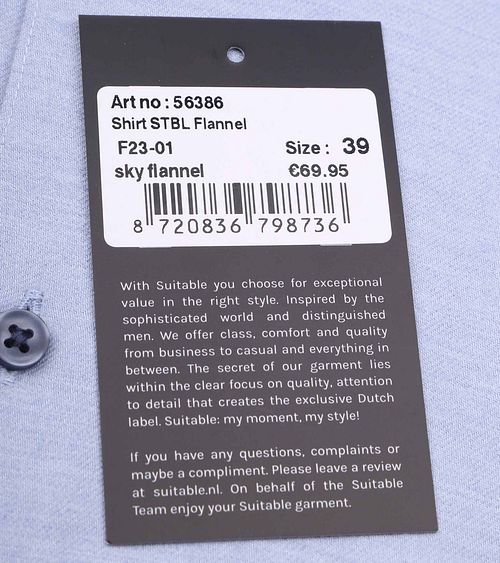 Art no : 56386
Shirt STBL Flannel
F23-01 Size : 39
sky flannel €69.95
8 720836 798736
With Suitable you choose for exceptional
value in the right style. Inspired by the
sophisticated world and distinguished
men. We offer class, comfort and quality
from business to casual and everything in
between. The secret of our garment lies
within the clear focus on quality, attention
to detail that creates the exclusive Dutch
label. Suitable: my moment, my style!
If you have any questions, complaints or
maybe a compliment. Please leave a review
at suitable.nl. On behalf of the Suitable
Team enjoy your Suitable garment.